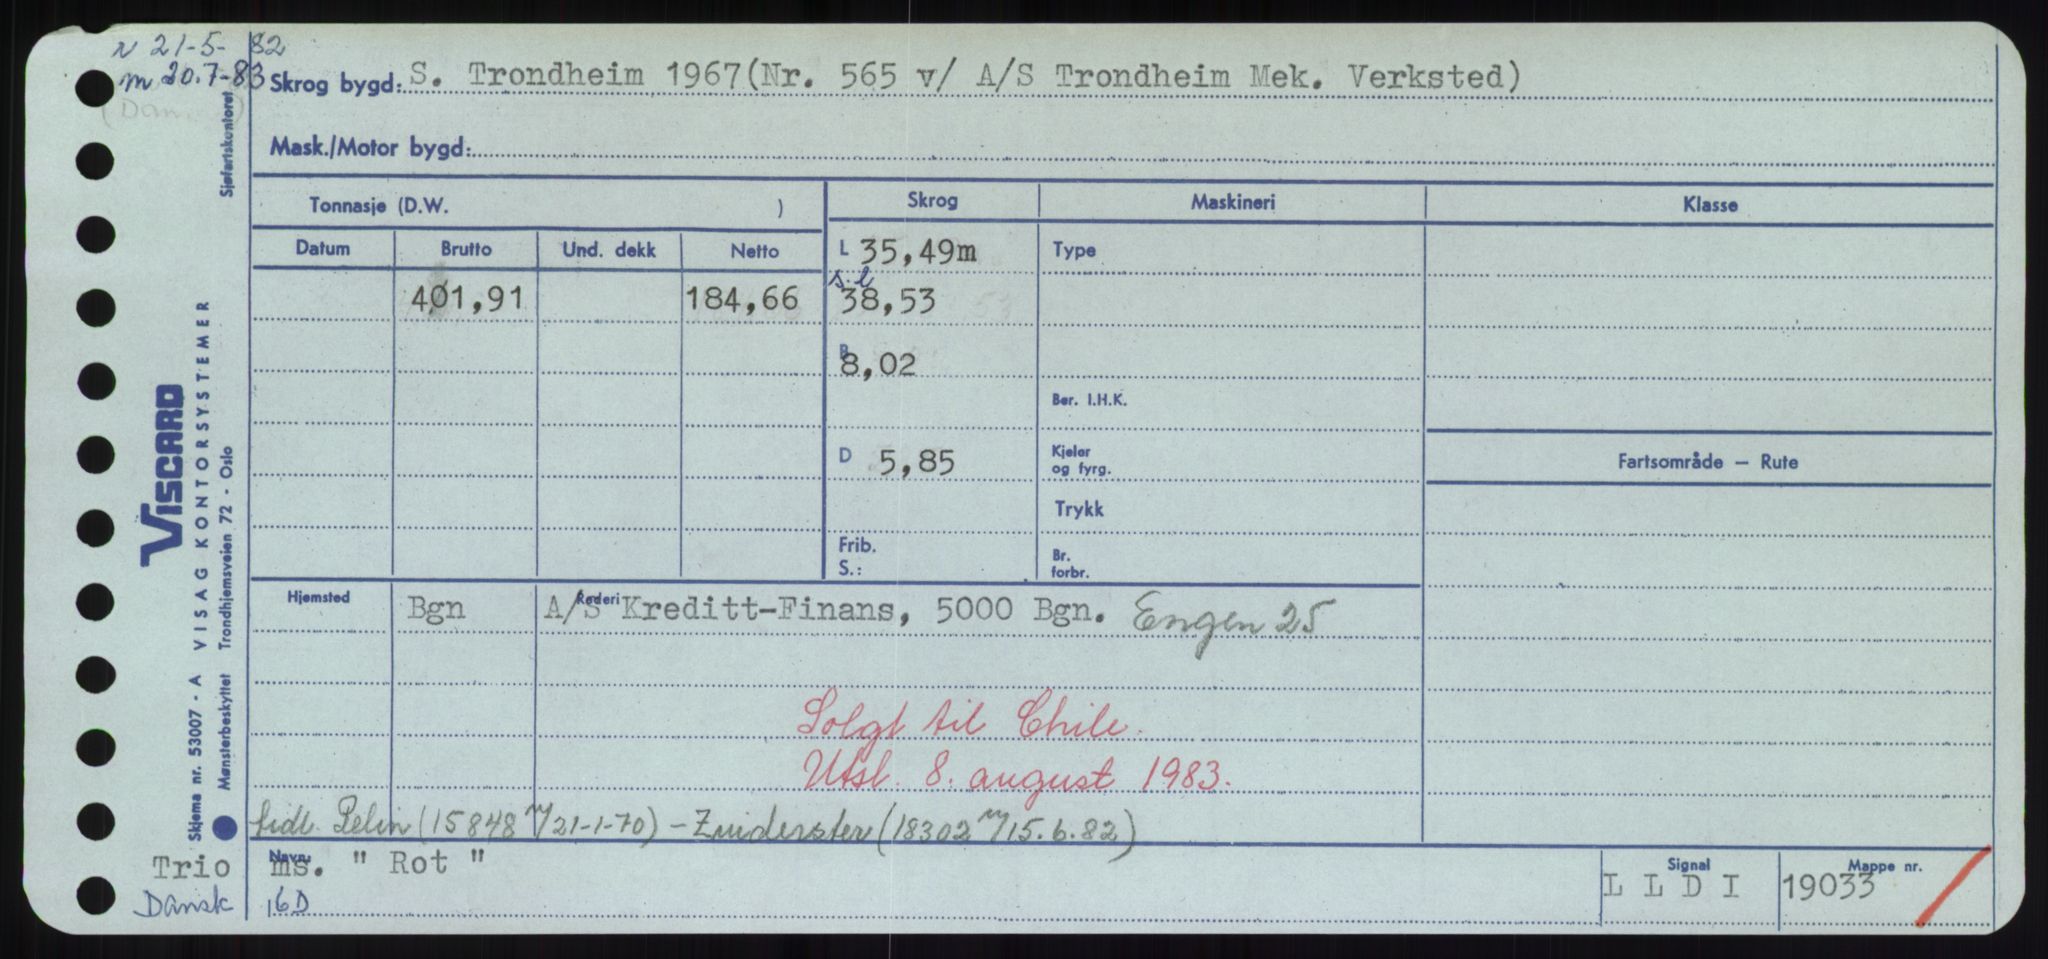 n 21-5-82
m 20.7-83
Skrog bygd: S. Trondheim 1967(Nr. 565 v/ A/S Trondheim Mek. Verksted)
Mask./Motor bygd:
Sjøfartskontoret
Tonnasje (D.W. )
Skrog
Maskineri
Klasse
Datum
Brutto
Und. dekk
Netto
L 35,49m
Type
401,91
184,66
s.l
38,53
B
8,02
Ber. I.H.K.
D 5,85
Kjeler
og fyrg.
Fartsområde — Rute
Trykk
Frib.
S.:
Br.
forbr.
Hjemsted
Bgn
Rederi
A/S Kreditt-Finans, 5000 Bgn. Engen 25
Solgt til Chile.
Utsl. 8. august 1983.
tidl. Pelin (15848 m/21-1-70) - Zuiderster (18302 m/15.6.82)
Trio
Dansk
Navn:
ms. " Rot "
16D
Signal
L L D I
Mappe nr.
19033
VISCARD
VISAG KONTORSYSTEMER
Trondhjemsveien 72 - Oslo
Skjema nr. 53007 - A
Mønsterbeskyttet